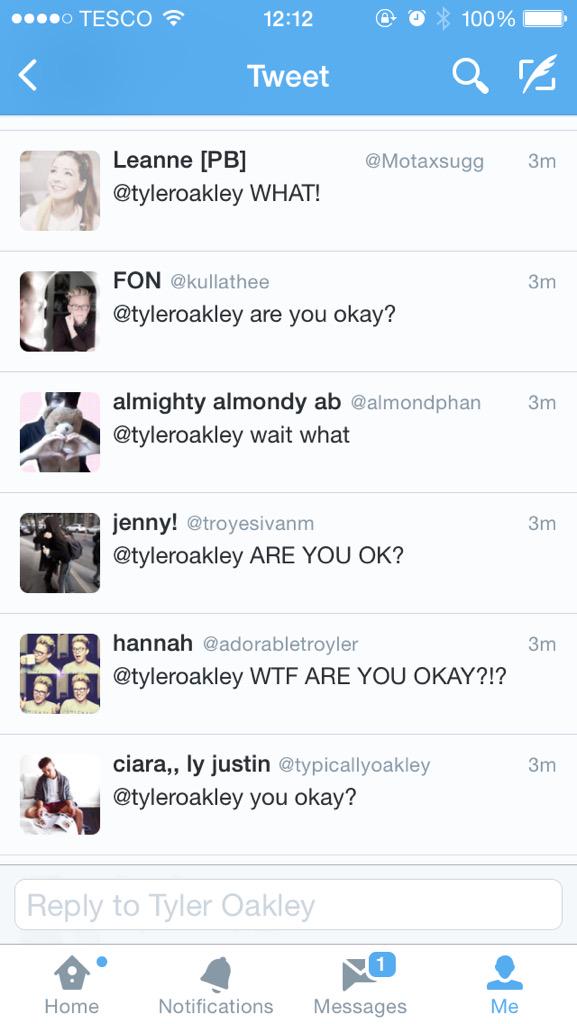 TESCO 12:12 100%
Tweet
Leanne [PB] @Motaxsugg 3m
@tyleroakley WHAT!
FON @kullathee 3m
@tyleroakley are you okay?
almighty almondy ab @almondphan 3m
@tyleroakley wait what
jenny! @troyesivanm 3m
@tyleroakley ARE YOU OK?
hannah @adorabletroyler 3m
@tyleroakley WTF ARE YOU OKAY?!?
ciara,, ly justin @typicallyoakley 3m
@tyleroakley you okay?
Reply to Tyler Oakley
1
Home Notifications Messages Me